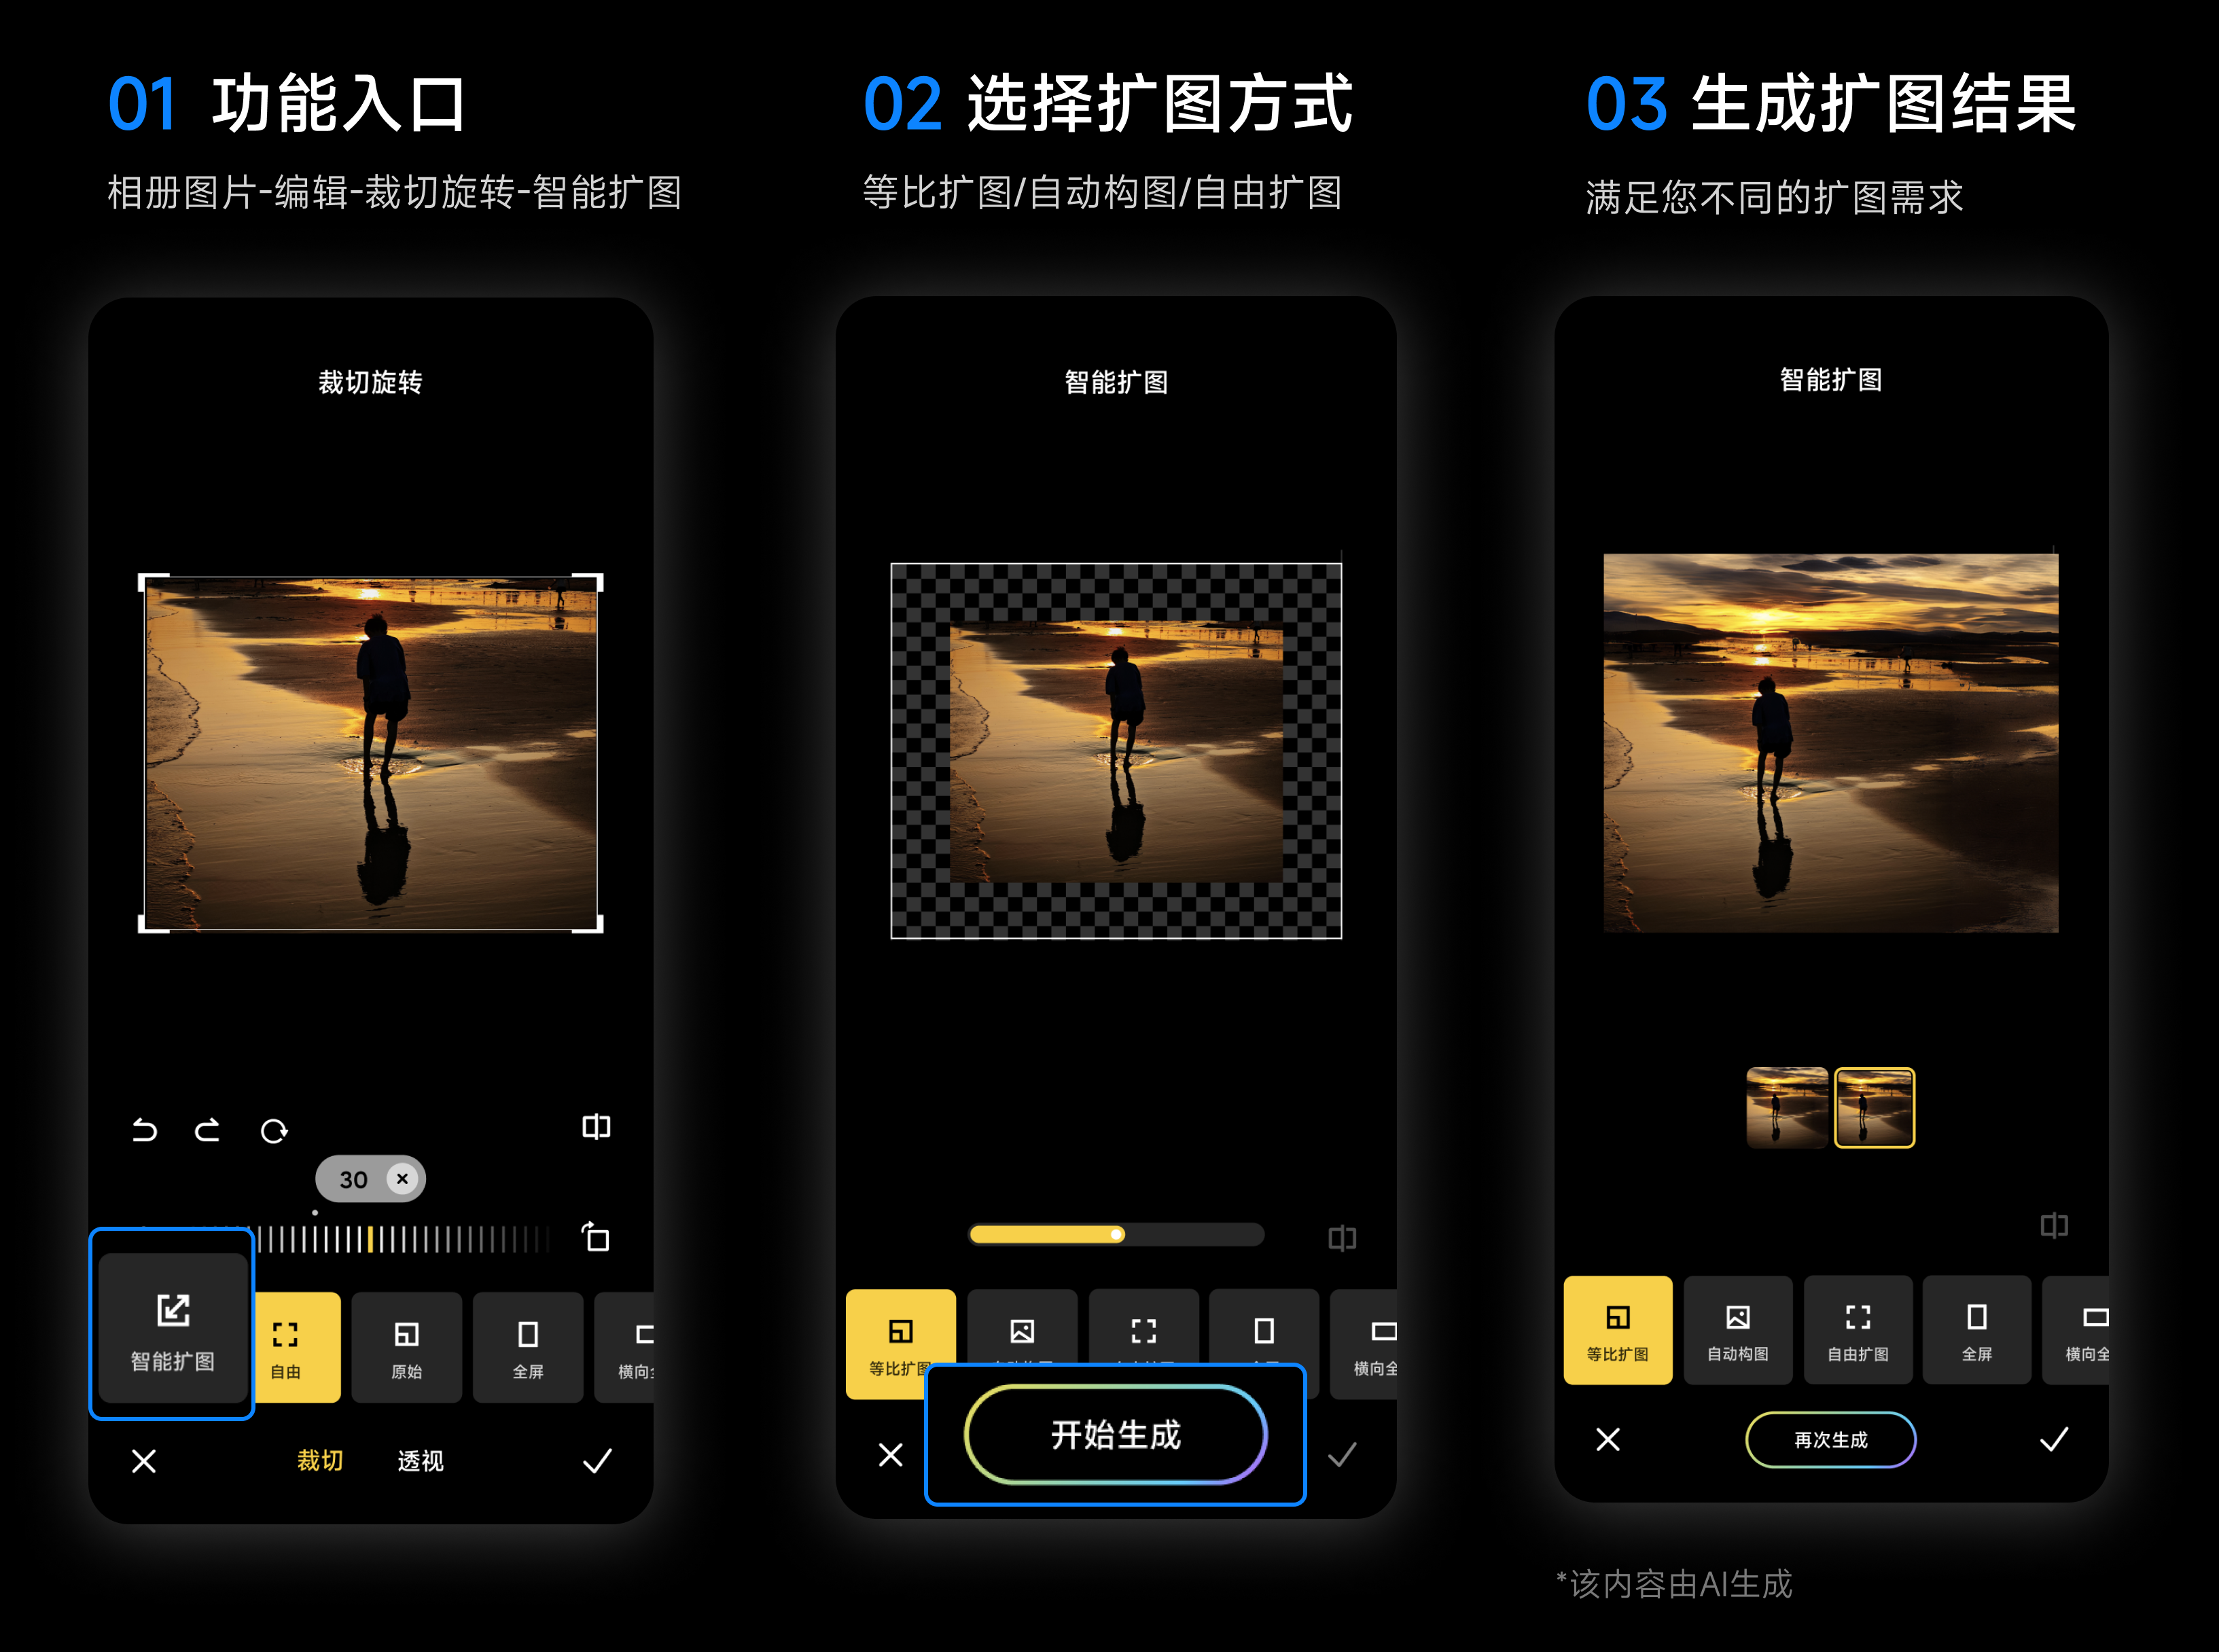 01 功能入口
相册图片-编辑-裁切旋转-智能扩图
裁切旋转
30
智能扩图
自由
原始
全屏
横向全
裁切
透视
02 选择扩图方式
等比扩图/自动构图/自由扩图
智能扩图
等比扩图
横向全
开始生成
03 生成扩图结果
满足您不同的扩图需求
智能扩图
等比扩图
自动构图
自由扩图
全屏
横向全
再次生成
*该内容由AI生成